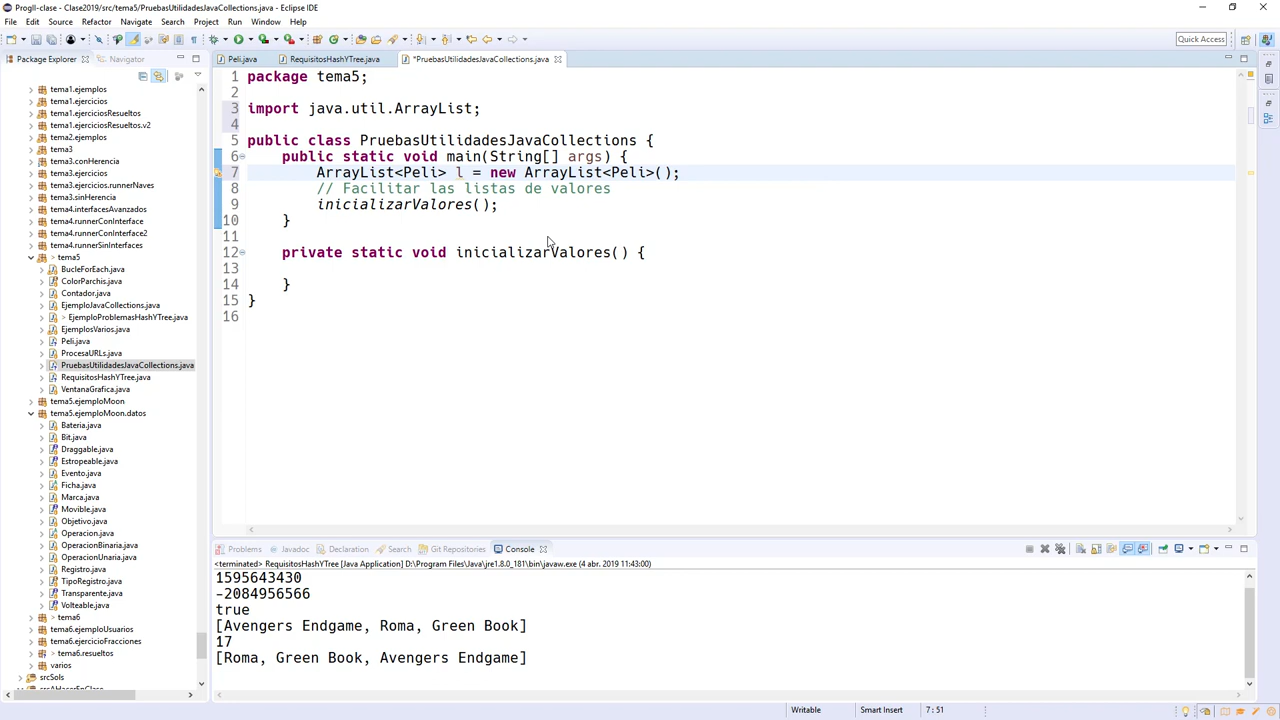 ProgII-clase - Clase2019/src/tema5/PruebasUtilidadesJavaCollections.java - Eclipse IDE
File Edit Source Refactor Navigate Search Project Run Window Help
Quick Access
Package Explorer Navigator
tema1.ejemplos
tema1.ejercicios
tema1.ejerciciosResueltos
tema1.ejerciciosResueltos.v2
tema2.ejemplos
tema3
tema3.conHerencia
tema3.ejercicios
tema3.ejercicios.runnerNaves
tema3.sinHerencia
tema4.interfacesAvanzados
tema4.runnerConInterface
tema4.runnerConInterface2
tema4.runnerSinInterfaces
> tema5
BucleForEach.java
ColorParchis.java
Contador.java
EjemploJavaCollections.java
> EjemploProblemasHashYTree.java
EjemplosVarios.java
Peli.java
ProcesaURLs.java
PruebasUtilidadesJavaCollections.java
RequisitosHashYTree.java
VentanaGrafica.java
tema5.ejemploMoon
tema5.ejemploMoon.datos
Bateria.java
Bit.java
Draggable.java
Estropeable.java
Evento.java
Ficha.java
Marca.java
Movible.java
Objetivo.java
Operacion.java
OperacionBinaria.java
OperacionUnaria.java
Registro.java
TipoRegistro.java
Transparente.java
Volteable.java
> tema6
tema6.ejemploUsuarios
tema6.ejercicioFracciones
> tema6.resueltos
varios
srcSols
srcAHacerEnClase
Peli.java RequisitosHashYTree.java *PruebasUtilidadesJavaCollections.java
1 package tema5;
2
3 import java.util.ArrayList;
4
5 public class PruebasUtilidadesJavaCollections {
6 public static void main(String[] args) {
7 ArrayList<Peli> l = new ArrayList<Peli>();
8 // Facilitar las listas de valores
9 inicializarValores();
10 }
11
12 private static void inicializarValores() {
13
14 }
15 }
16
Problems Javadoc Declaration Search Git Repositories Console
<terminated> RequisitosHashYTree [Java Application] D:\Program Files\Java\jre1.8.0_181\bin\javaw.exe (4 abr. 2019 11:43:00)
1595643430
-2084956566
true
[Avengers Endgame, Roma, Green Book]
17
[Roma, Green Book, Avengers Endgame]
Writable Smart Insert 7 : 51